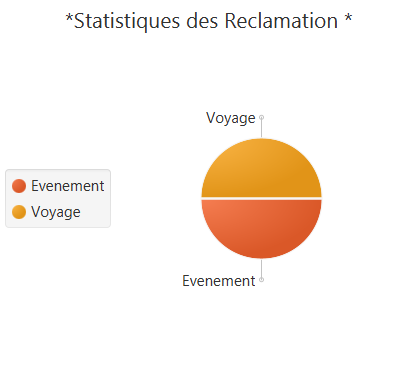 *Statistiques des Reclamation *
Voyage
Evenement
Voyage
Evenement